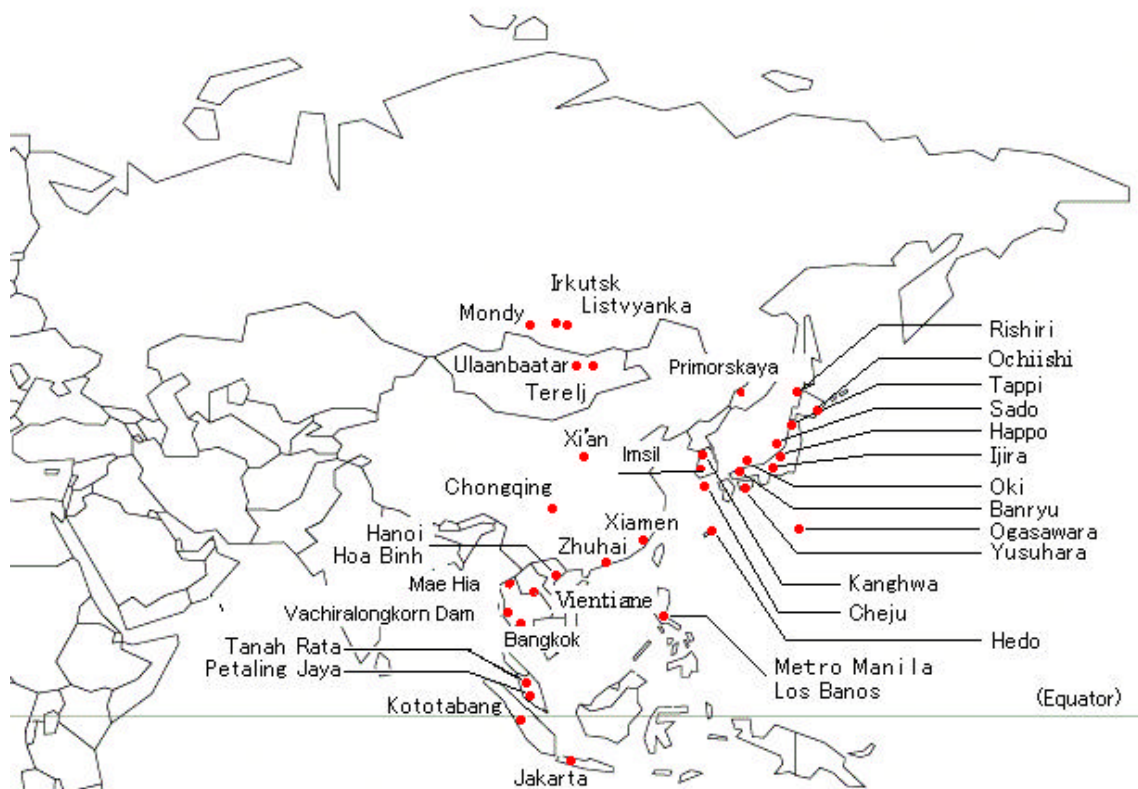 Irkutsk
Listvyanka
Mondy
Rishiri
Ochiishi
Ulaanbaatar
Primorskaya
Tappi
Terelj
Sado
Happo
Xi'an
Imsil
Ijira
Chongqing
Oki
Banryu
Xiamen
Ogasawara
Hanoi
Hoa Binh
Zhuhai
Yusuhara
Mae Hia
Kanghwa
Vientiane
Vachiralongkorn Dam
Cheju
Bangkok
Hedo
Tanah Rata
Petaling Jaya
Metro Manila
Los Banos
Kototabang
(Equator)
Jakarta